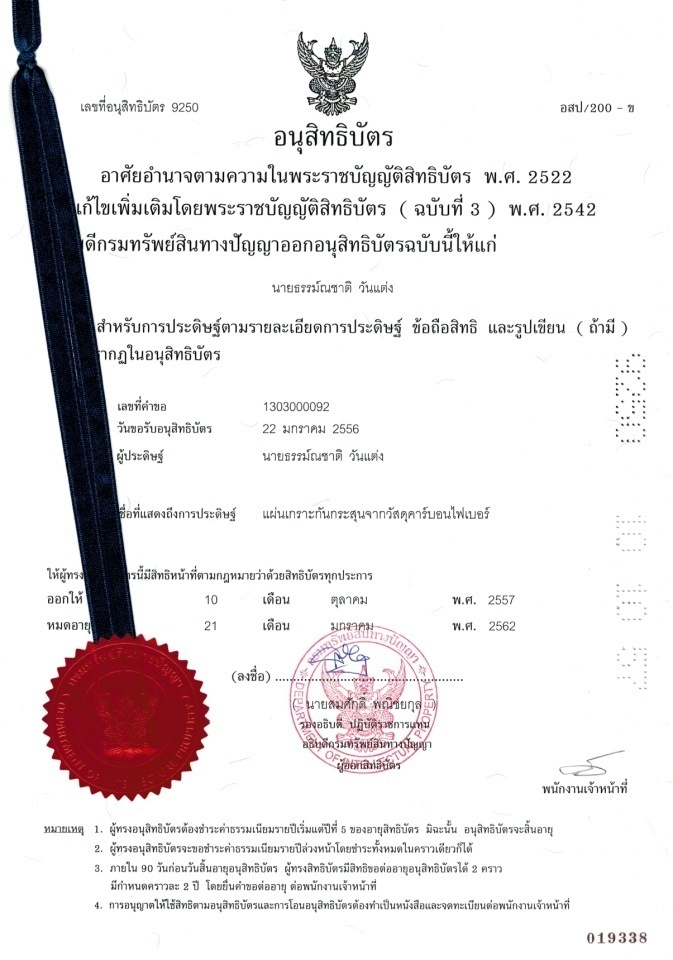 เลขที่อนุสิทธิบัตร 9250
อสป/200 - ข
อนุสิทธิบัตร
อาศัยอำนาจตามความในพระราชบัญญัติสิทธิบัตร พ.ศ. 2522
แก้ไขเพิ่มเติมโดยพระราชบัญญัติสิทธิบัตร ( ฉบับที่ 3 ) พ.ศ. 2542
บดีกรมทรัพย์สินทางปัญญาออกอนุสิทธิบัตรฉบับนี้ให้แก่
นายธรรม์ณชาติ วันแต่ง
สำหรับการประดิษฐ์ตามรายละเอียดการประดิษฐ์ ข้อถือสิทธิ และรูปเขียน ( ถ้ามี )
ากฏในอนุสิทธิบัตร
เลขที่คำขอ 1303000092
วันขอรับอนุสิทธิบัตร 22 มกราคม 2556
ผู้ประดิษฐ์ นายธรรม์ณชาติ วันแต่ง
ชื่อที่แสดงถึงการประดิษฐ์ แผ่นเกราะกันกระสุนจากวัสดุคาร์บอนไฟเบอร์
ให้ผู้ทรง ตรนี้มีสิทธิหน้าที่ตามกฎหมายว่าด้วยสิทธิบัตรทุกประการ
ออกให้ 10 เดือน ตุลาคม พ.ศ. 2557
หมดอายุ 21 เดือน มกราคม พ.ศ. 2562
(ลงชื่อ)
นายสมศักดิ์ พณิชยกุล )
รองอธิบดี ปฏิบัติราชการแทน
อธิบดีกรมทรัพย์สินทางปัญญา
ผู้ออกสิทธิบัตร
กรมทรัพย์สินทางปัญญา
DEPARTMENT OF INTELLECTUAL PROPERTY
พนักงานเจ้าหน้าที่
หมายเหตุ 1. ผู้ทรงอนุสิทธิบัตรต้องชำระค่าธรรมเนียมรายปีเริ่มแต่ปีที่ 5 ของอายุสิทธิบัตร มิฉะนั้น อนุสิทธิบัตรจะสิ้นอายุ
2. ผู้ทรงอนุสิทธิบัตรจะขอชำระค่าธรรมเนียมรายปีล่วงหน้าโดยชำระทั้งหมดในคราวเดียวก็ได้
3. ภายใน 90 วันก่อนวันสิ้นอายุอนุสิทธิบัตร ผู้ทรงสิทธิบัตรมีสิทธิขอต่ออายุอนุสิทธิบัตรได้ 2 คราว
มีกำหนดคราวละ 2 ปี โดยยื่นคำขอต่ออายุ ต่อพนักงานเจ้าหน้าที่
4. การอนุญาตให้ใช้สิทธิตามอนุสิทธิบัตรและการโอนอนุสิทธิบัตรต้องทำเป็นหนังสือและจดทะเบียนต่อพนักงานเจ้าหน้าที่
019338